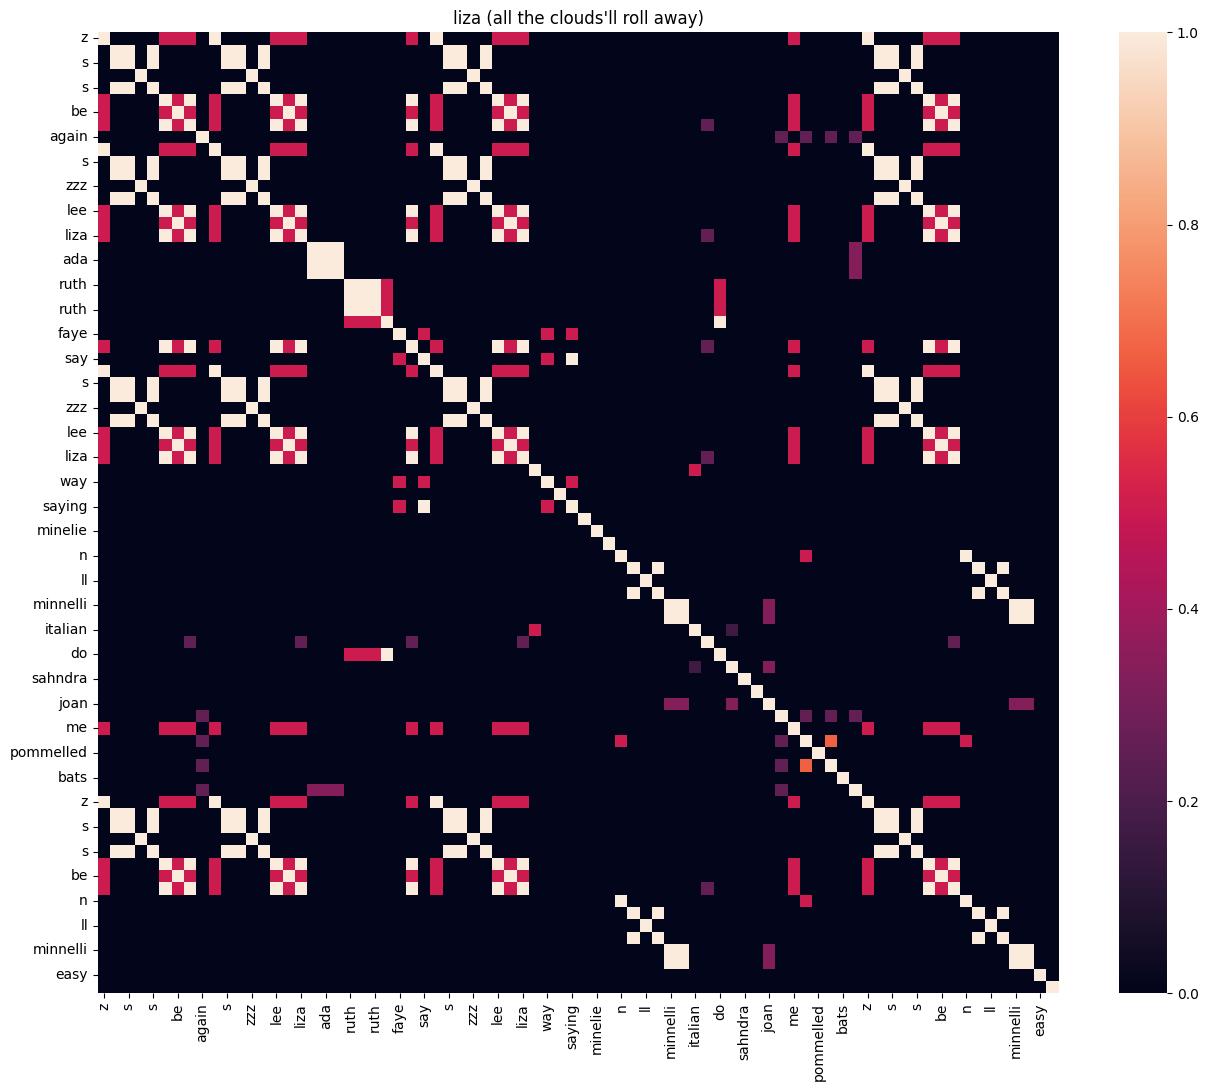 liza (all the clouds'll roll away)
z
s
s
be
again
s
zzz
lee
liza
ada
ruth
ruth
faye
say
s
zzz
lee
liza
way
saying
minelie
n
ll
minnelli
italian
do
sahndra
joan
me
pommelled
bats
z
s
s
be
n
ll
minnelli
easy
1.0
0.8
0.6
0.4
0.2
0.0
z
s
s
be
again
s
zzz
lee
liza
ada
ruth
ruth
faye
say
s
zzz
lee
liza
way
saying
minelie
n
ll
minnelli
italian
do
sahndra
joan
me
pommelled
bats
z
s
s
be
n
ll
minnelli
easy